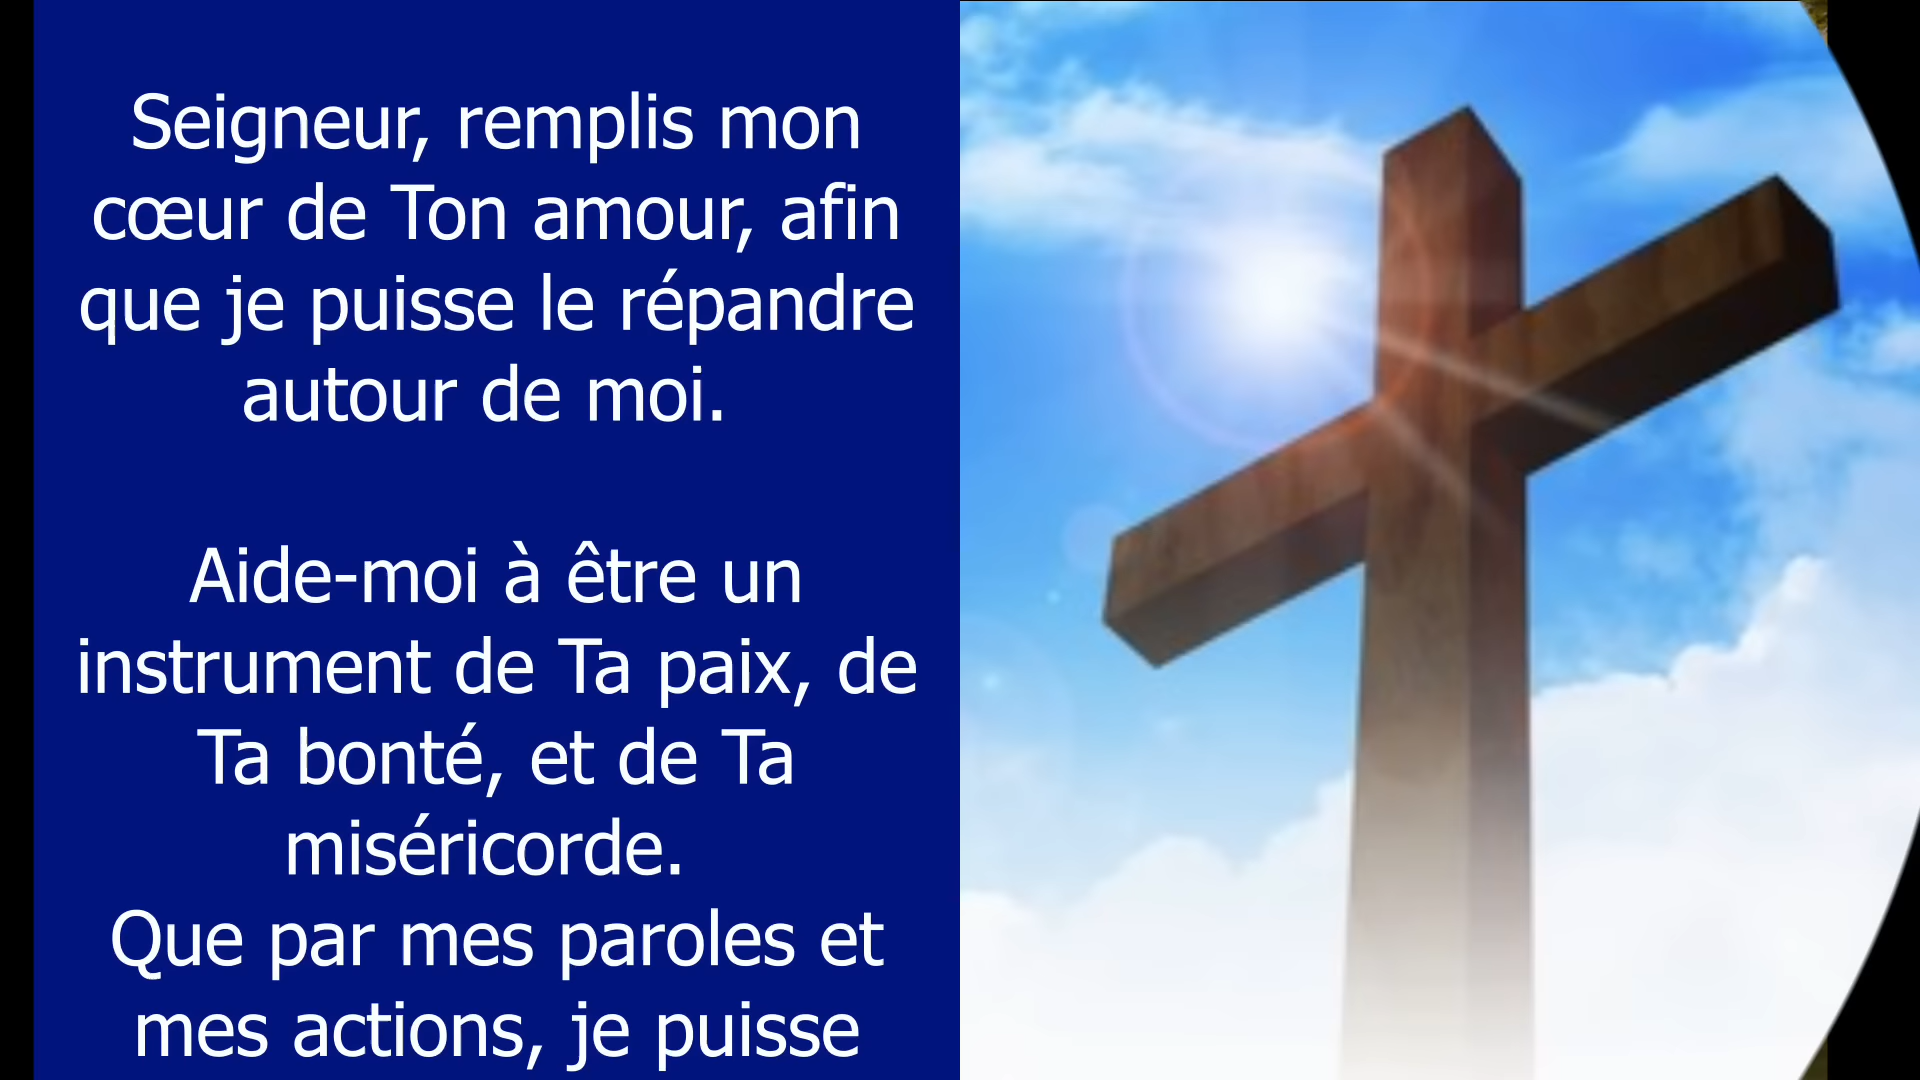 Seigneur, remplis mon
cœur de Ton amour, afin
que je puisse le répandre
autour de moi.
Aide-moi à être un
instrument de Ta paix, de
Ta bonté, et de Ta
miséricorde.
Que par mes paroles et
mes actions, je puisse